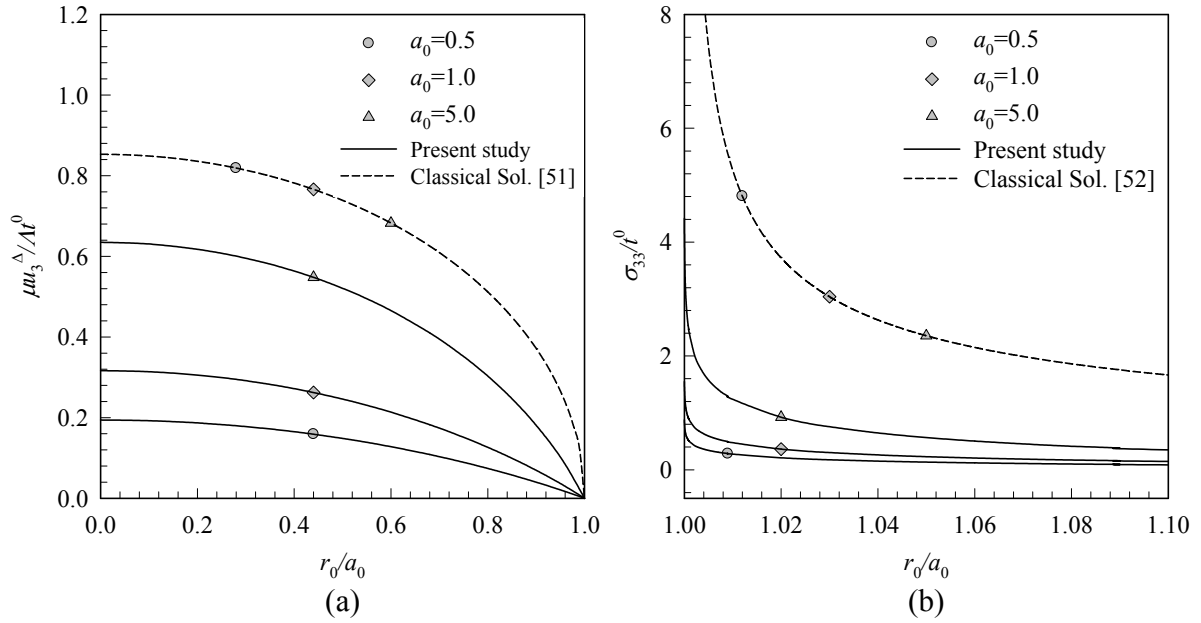 1.2
1.0
0.8
0.6
0.4
0.2
0.0
μu₃^Δ/Λt⁰
a₀=0.5
a₀=1.0
a₀=5.0
Present study
Classical Sol. [51]
0.0 0.2 0.4 0.6 0.8 1.0
r₀/a₀
(a)
8
6
4
2
0
σ₃₃/t⁰
a₀=0.5
a₀=1.0
a₀=5.0
Present study
Classical Sol. [52]
1.00 1.02 1.04 1.06 1.08 1.10
r₀/a₀
(b)